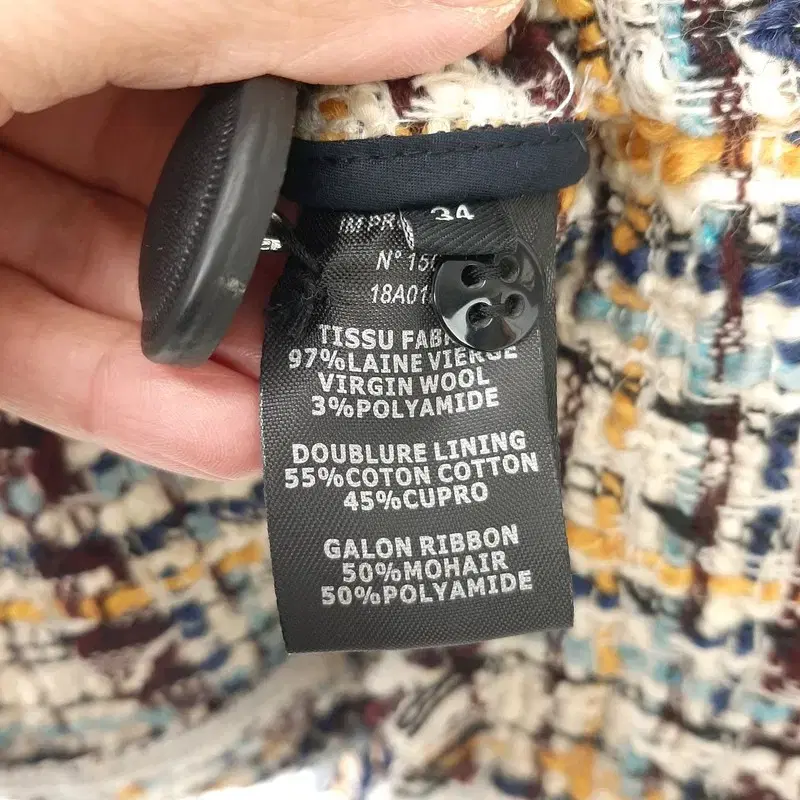 34
N° 15
18A01
TISSU
97%LAINE VIERGE
VIRGIN WOOL
3%POLYAMIDE
DOUBLURE LINING
55%COTON COTTON
45%CUPRO
GALON RIBBON
50%MOHAIR
50%POLYAMIDE